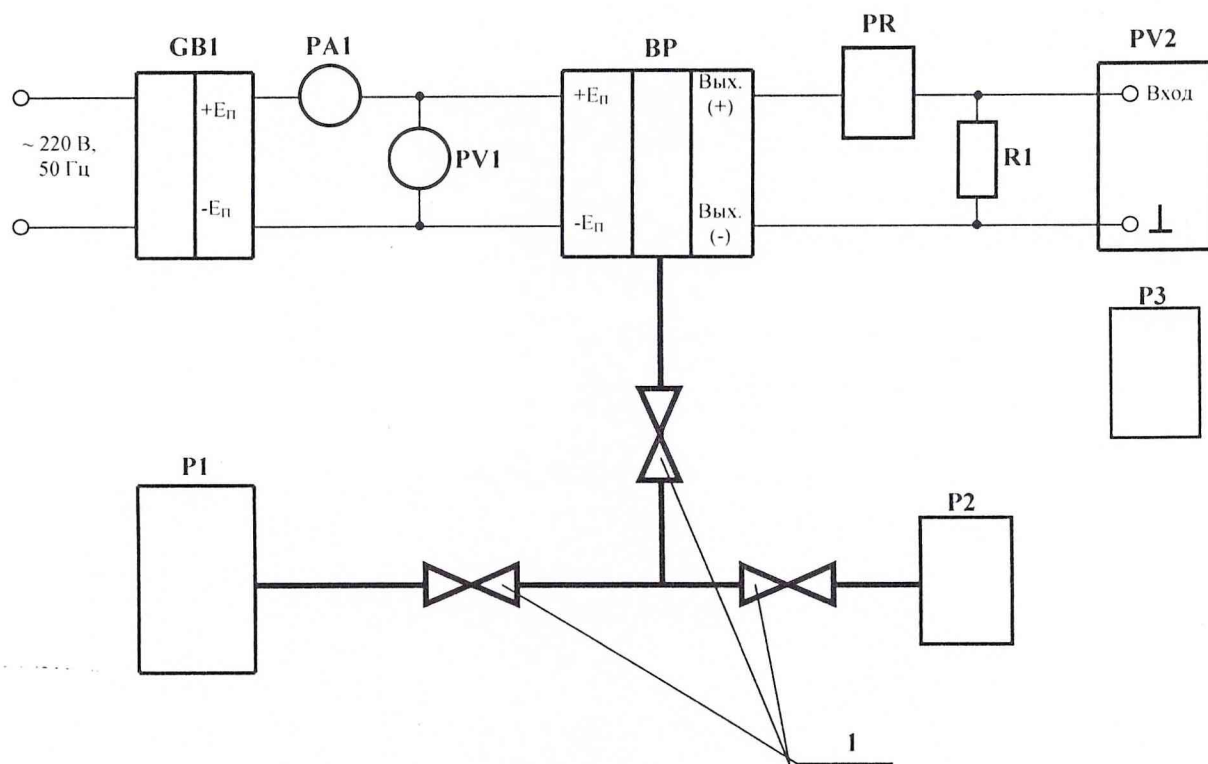 GB1
PA1
BP
PR
PV2
+Eп
+Eп
Вых.
(+)
Вход
~ 220 В,
50 Гц
PV1
R1
-Eп
-Eп
Вых.
(-)
P3
P1
P2
1